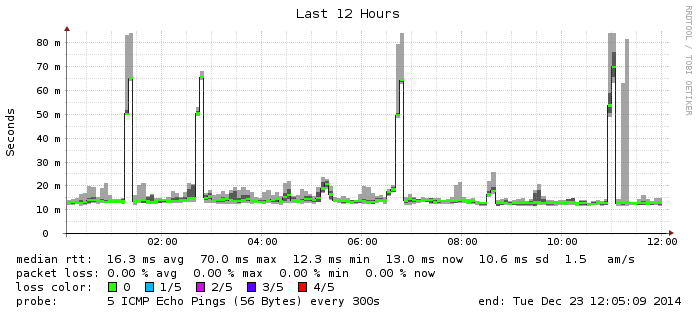 Last 12 Hours
RRDTOOL / TOBI OETIKER
Seconds
80 m
70 m
60 m
50 m
40 m
30 m
20 m
10 m
0
02:00 04:00 06:00 08:00 10:00 12:00
median rtt: 16.3 ms avg 70.0 ms max 12.3 ms min 13.0 ms now 10.6 ms sd 1.5 am/s
packet loss: 0.00 % avg 0.00 % max 0.00 % min 0.00 % now
loss color: 0 1/5 2/5 3/5 4/5
probe: 5 ICMP Echo Pings (56 Bytes) every 300s end: Tue Dec 23 12:05:09 2014